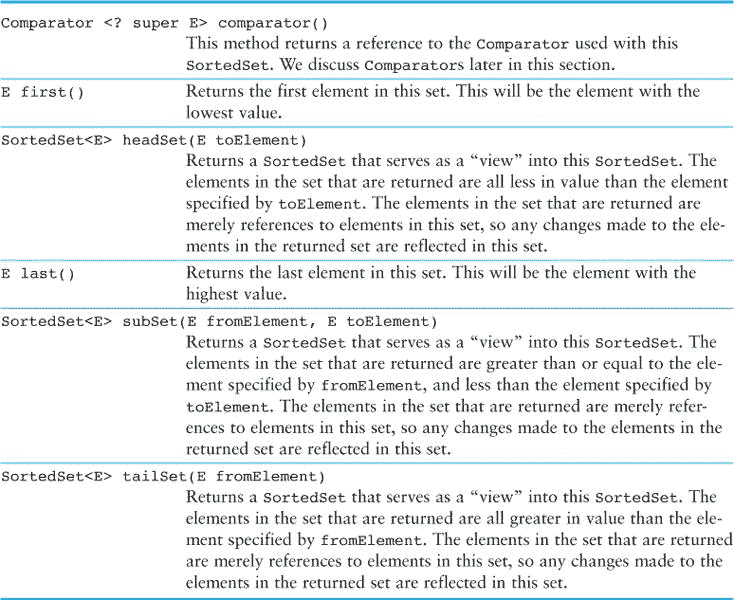 Comparator <? super E> comparator()
This method returns a reference to the Comparator used with this
SortedSet. We discuss Comparators later in this section.
E first() Returns the first element in this set. This will be the element with the
lowest value.
SortedSet<E> headSet(E toElement)
Returns a SortedSet that serves as a “view” into this SortedSet. The
elements in the set that are returned are all less in value than the element
specified by toElement. The elements in the set that are returned are
merely references to elements in this set, so any changes made to the ele-
ments in the returned set are reflected in this set.
E last() Returns the last element in this set. This will be the element with the
highest value.
SortedSet<E> subSet(E fromElement, E toElement)
Returns a SortedSet that serves as a “view” into this SortedSet. The
elements in the set that are returned are greater than or equal to the ele-
ment specified by fromElement, and less than the element specified by
toElement. The elements in the set that are returned are merely refer-
ences to elements in this set, so any changes made to the elements in the
returned set are reflected in this set.
SortedSet<E> tailSet(E fromElement)
Returns a SortedSet that serves as a “view” into this SortedSet. The
elements in the set that are returned are all greater in value than the ele-
ment specified by fromElement. The elements in the set that are returned
are merely references to elements in this set, so any changes made to the
elements in the returned set are reflected in this set.